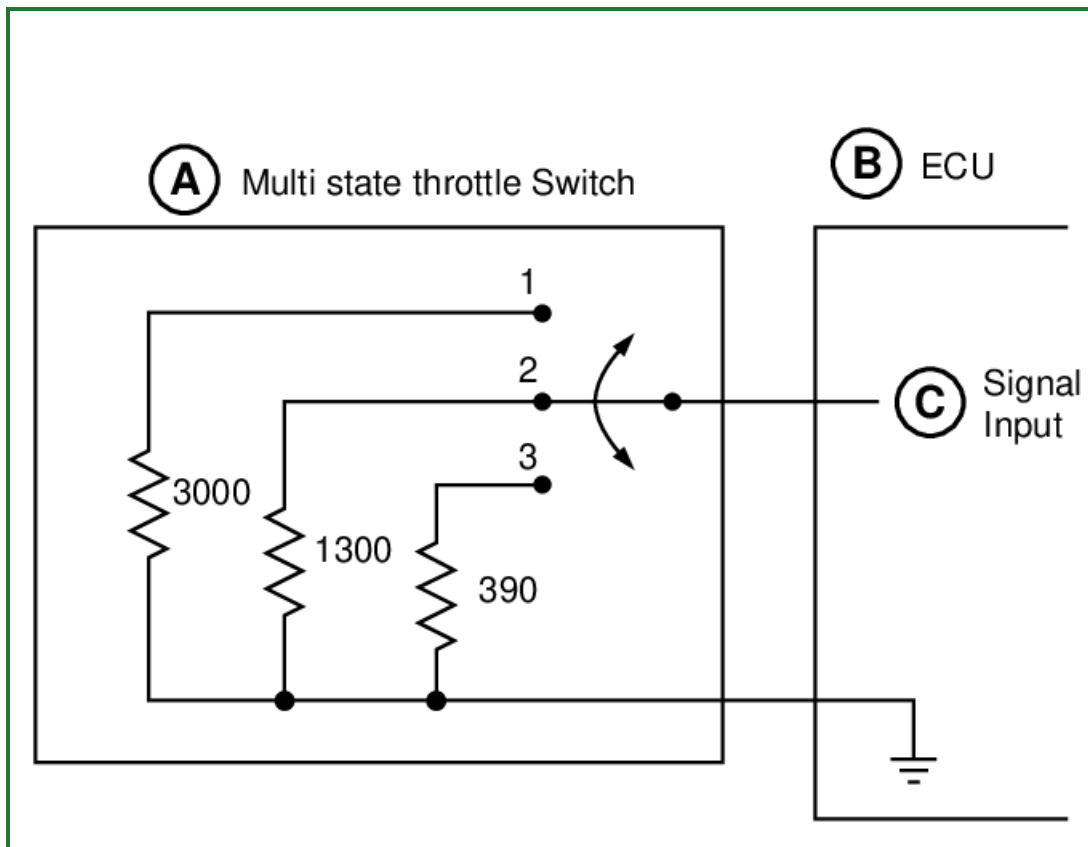 A Multi state throttle Switch
B ECU
1
2
3
C Signal
Input
3000
1300
390